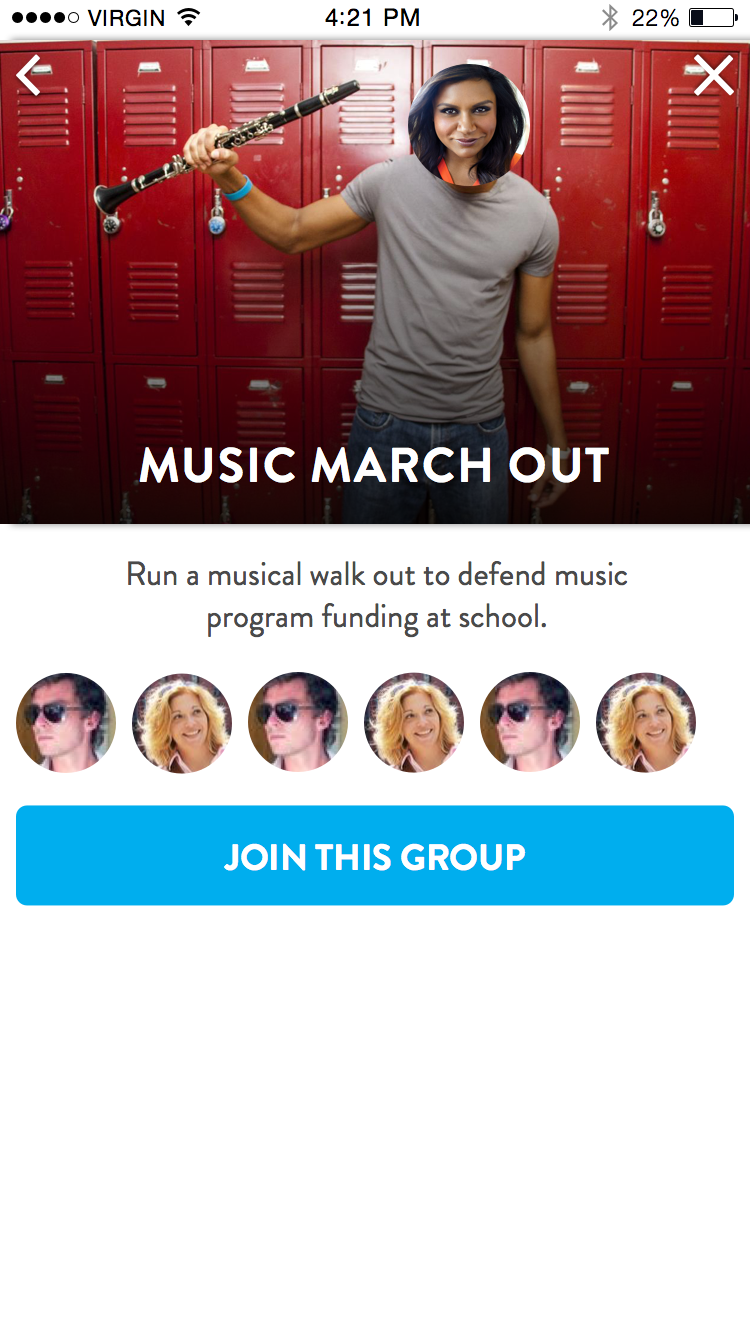 VIRGIN 4:21 PM 22%
MUSIC MARCH OUT
Run a musical walk out to defend music
program funding at school.
JOIN THIS GROUP